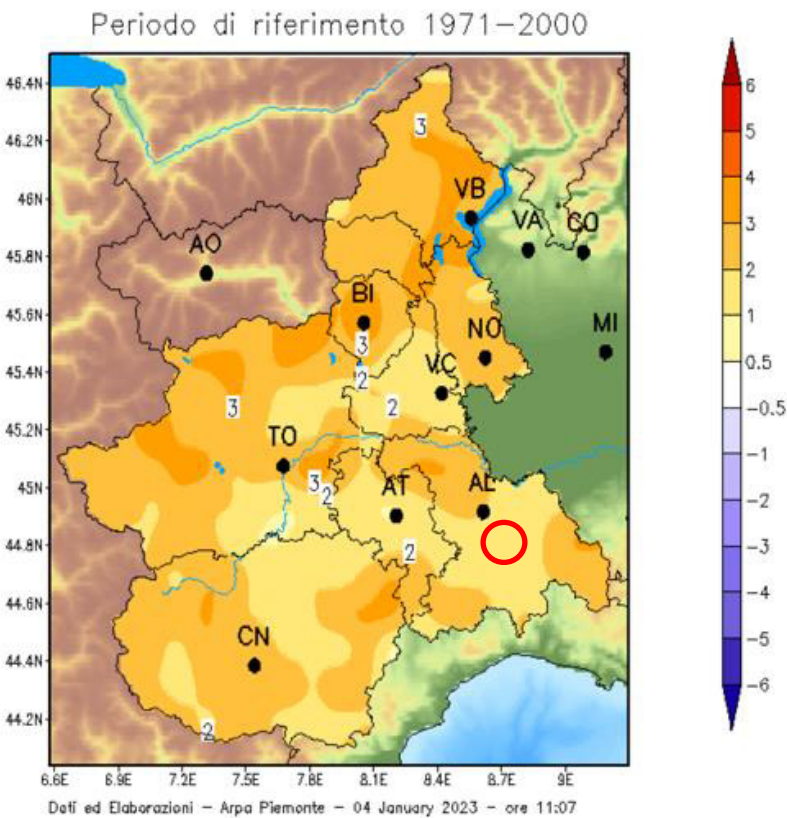 Periodo di riferimento 1971−2000
46.4N
46.2N
46N
45.8N
45.6N
45.4N
45.2N
45N
44.8N
44.6N
44.4N
44.2N
6.6E 6.9E 7.2E 7.5E 7.8E 8.1E 8.4E 8.7E 9E
3
VB
VA CO
AO
BI
MI
NO
3
VC
2
3 2
TO
3 2
AT AL
2
CN
2
6
5
4
3
2
1
0.5
−0.5
−1
−2
−3
−4
−5
−6
Dati ed Elaborazioni − Arpa Piemonte − 04 January 2023 − ore 11:07